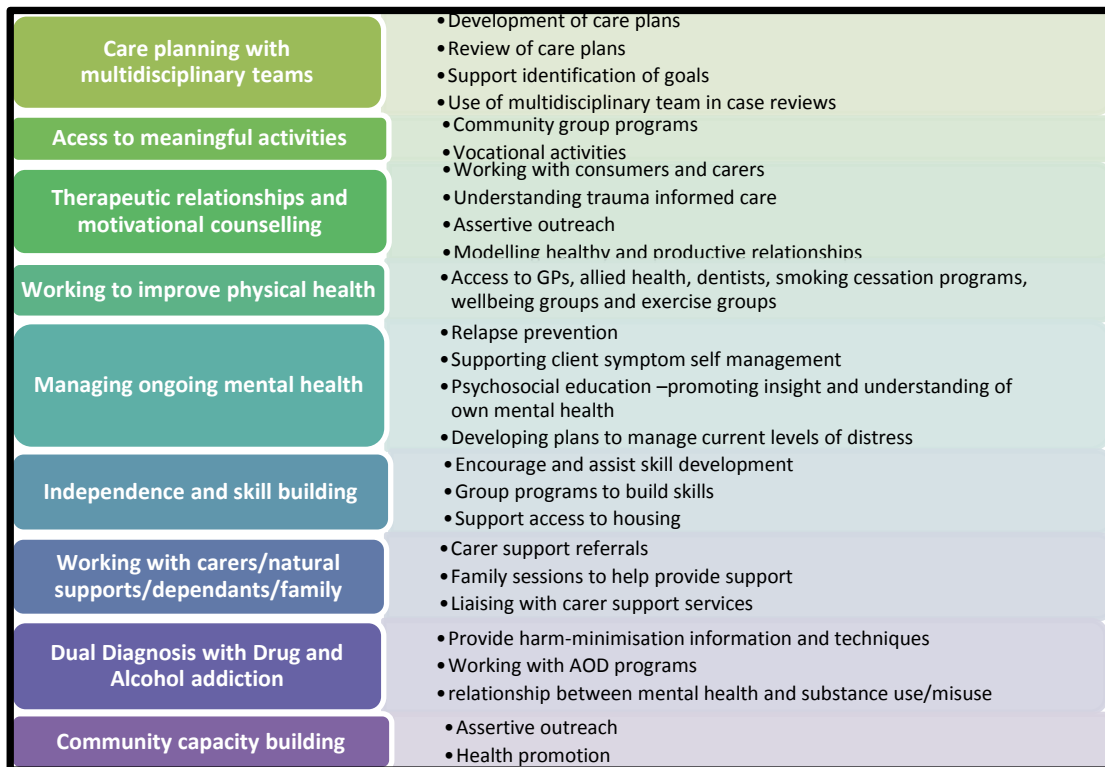 Care planning with
multidisciplinary teams
•Development of care plans
•Review of care plans
•Support identification of goals
•Use of multidisciplinary team in case reviews
Acess to meaningful activities
•Community group programs
•Vocational activities
Therapeutic relationships and
motivational counselling
•Working with consumers and carers
•Understanding trauma informed care
•Assertive outreach
•Modelling healthy and productive relationships
Working to improve physical health
•Access to GPs, allied health, dentists, smoking cessation programs,
wellbeing groups and exercise groups
Managing ongoing mental health
•Relapse prevention
•Supporting client symptom self management
•Psychosocial education –promoting insight and understanding of
own mental health
•Developing plans to manage current levels of distress
Independence and skill building
•Encourage and assist skill development
•Group programs to build skills
•Support access to housing
Working with carers/natural
supports/dependants/family
•Carer support referrals
•Family sessions to help provide support
•Liaising with carer support services
Dual Diagnosis with Drug and
Alcohol addiction
•Provide harm-minimisation information and techniques
•Working with AOD programs
•relationship between mental health and substance use/misuse
Community capacity building
•Assertive outreach
•Health promotion